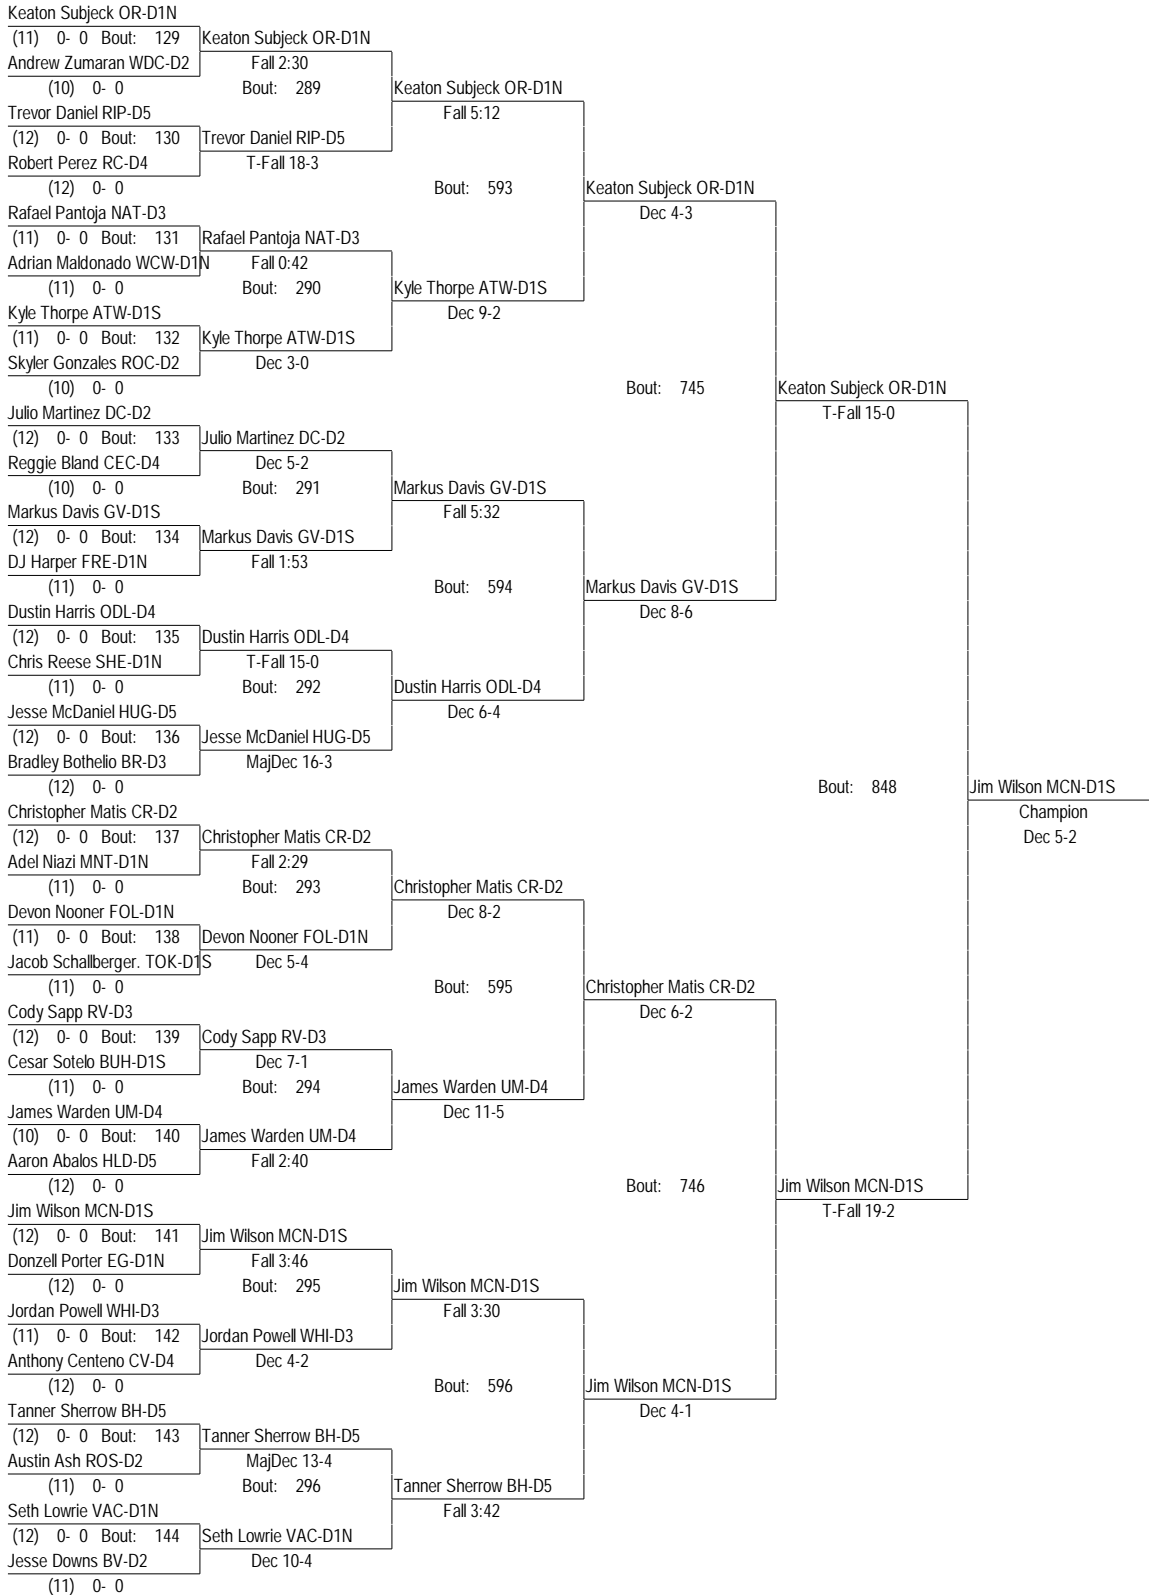 Keaton Subjeck OR-D1N
(11) 0- 0 Bout: 129 Keaton Subjeck OR-D1N
Andrew Zumaran WDC-D2 Fall 2:30
(10) 0- 0 Bout: 289 Keaton Subjeck OR-D1N
Trevor Daniel RIP-D5 Fall 5:12
(12) 0- 0 Bout: 130 Trevor Daniel RIP-D5
Robert Perez RC-D4 T-Fall 18-3
(12) 0- 0 Bout: 593 Keaton Subjeck OR-D1N
Rafael Pantoja NAT-D3 Dec 4-3
(11) 0- 0 Bout: 131 Rafael Pantoja NAT-D3
Adrian Maldonado WCW-D1N Fall 0:42
(11) 0- 0 Bout: 290 Kyle Thorpe ATW-D1S
Kyle Thorpe ATW-D1S Dec 9-2
(11) 0- 0 Bout: 132 Kyle Thorpe ATW-D1S
Skyler Gonzales ROC-D2 Dec 3-0
(10) 0- 0 Bout: 745 Keaton Subjeck OR-D1N
Julio Martinez DC-D2 T-Fall 15-0
(12) 0- 0 Bout: 133 Julio Martinez DC-D2
Reggie Bland CEC-D4 Dec 5-2
(10) 0- 0 Bout: 291 Markus Davis GV-D1S
Markus Davis GV-D1S Fall 5:32
(12) 0- 0 Bout: 134 Markus Davis GV-D1S
DJ Harper FRE-D1N Fall 1:53
(11) 0- 0 Bout: 594 Markus Davis GV-D1S
Dustin Harris ODL-D4 Dec 8-6
(12) 0- 0 Bout: 135 Dustin Harris ODL-D4
Chris Reese SHE-D1N T-Fall 15-0
(11) 0- 0 Bout: 292 Dustin Harris ODL-D4
Jesse McDaniel HUG-D5 Dec 6-4
(12) 0- 0 Bout: 136 Jesse McDaniel HUG-D5
Bradley Bothelio BR-D3 MajDec 16-3
(12) 0- 0 Bout: 848 Jim Wilson MCN-D1S
Christopher Matis CR-D2 Champion
(12) 0- 0 Bout: 137 Christopher Matis CR-D2 Dec 5-2
Adel Niazi MNT-D1N Fall 2:29
(11) 0- 0 Bout: 293 Christopher Matis CR-D2
Devon Nooner FOL-D1N Dec 8-2
(11) 0- 0 Bout: 138 Devon Nooner FOL-D1N
Jacob Schallberger. TOK-D1S Dec 5-4
(11) 0- 0 Bout: 595 Christopher Matis CR-D2
Cody Sapp RV-D3 Dec 6-2
(12) 0- 0 Bout: 139 Cody Sapp RV-D3
Cesar Sotelo BUH-D1S Dec 7-1
(11) 0- 0 Bout: 294 James Warden UM-D4
James Warden UM-D4 Dec 11-5
(10) 0- 0 Bout: 140 James Warden UM-D4
Aaron Abalos HLD-D5 Fall 2:40
(12) 0- 0 Bout: 746 Jim Wilson MCN-D1S
Jim Wilson MCN-D1S T-Fall 19-2
(12) 0- 0 Bout: 141 Jim Wilson MCN-D1S
Donzell Porter EG-D1N Fall 3:46
(12) 0- 0 Bout: 295 Jim Wilson MCN-D1S
Jordan Powell WHI-D3 Fall 3:30
(11) 0- 0 Bout: 142 Jordan Powell WHI-D3
Anthony Centeno CV-D4 Dec 4-2
(12) 0- 0 Bout: 596 Jim Wilson MCN-D1S
Tanner Sherrow BH-D5 Dec 4-1
(12) 0- 0 Bout: 143 Tanner Sherrow BH-D5
Austin Ash ROS-D2 MajDec 13-4
(11) 0- 0 Bout: 296 Tanner Sherrow BH-D5
Seth Lowrie VAC-D1N Fall 3:42
(12) 0- 0 Bout: 144 Seth Lowrie VAC-D1N
Jesse Downs BV-D2 Dec 10-4
(11) 0- 0